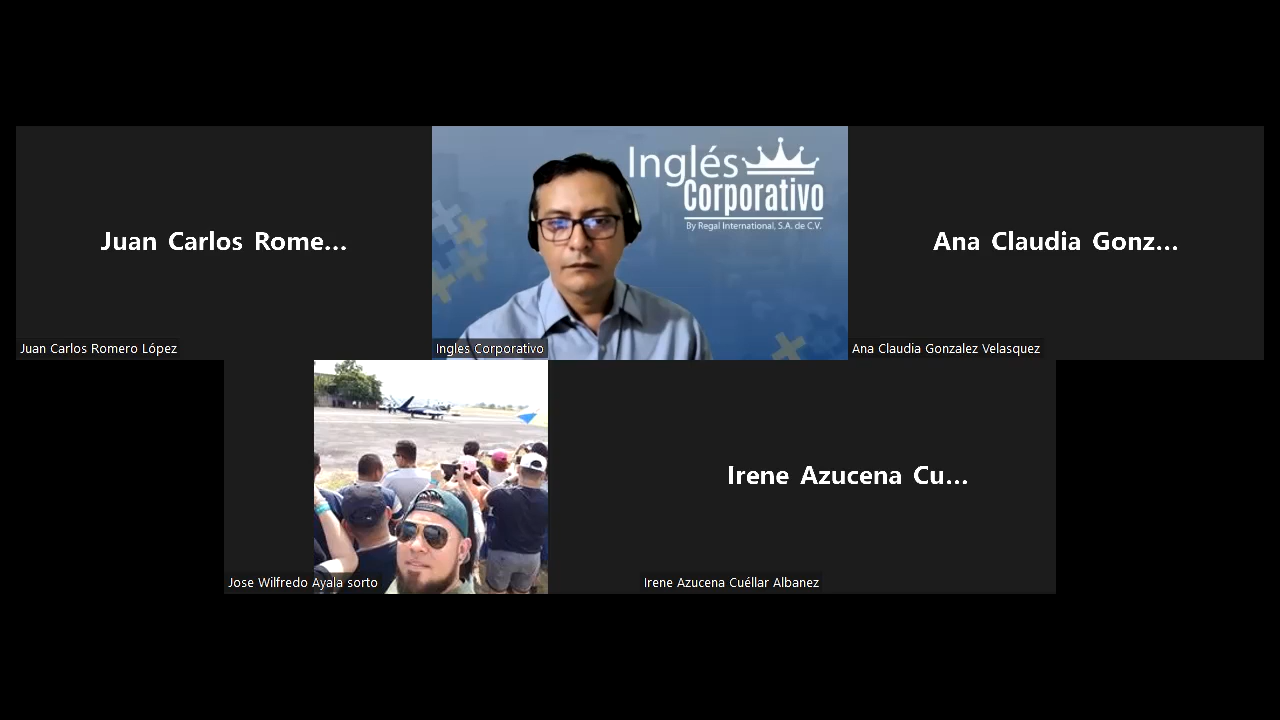 Juan Carlos Rome...
Juan Carlos Romero López
Inglés
Corporativo
By Regal International, S.A. de C.V.
Ingles Corporativo
Ana Claudia Gonz...
Ana Claudia Gonzalez Velasquez
Jose Wilfredo Ayala sorto
Irene Azucena Cu...
Irene Azucena Cuéllar Albanez